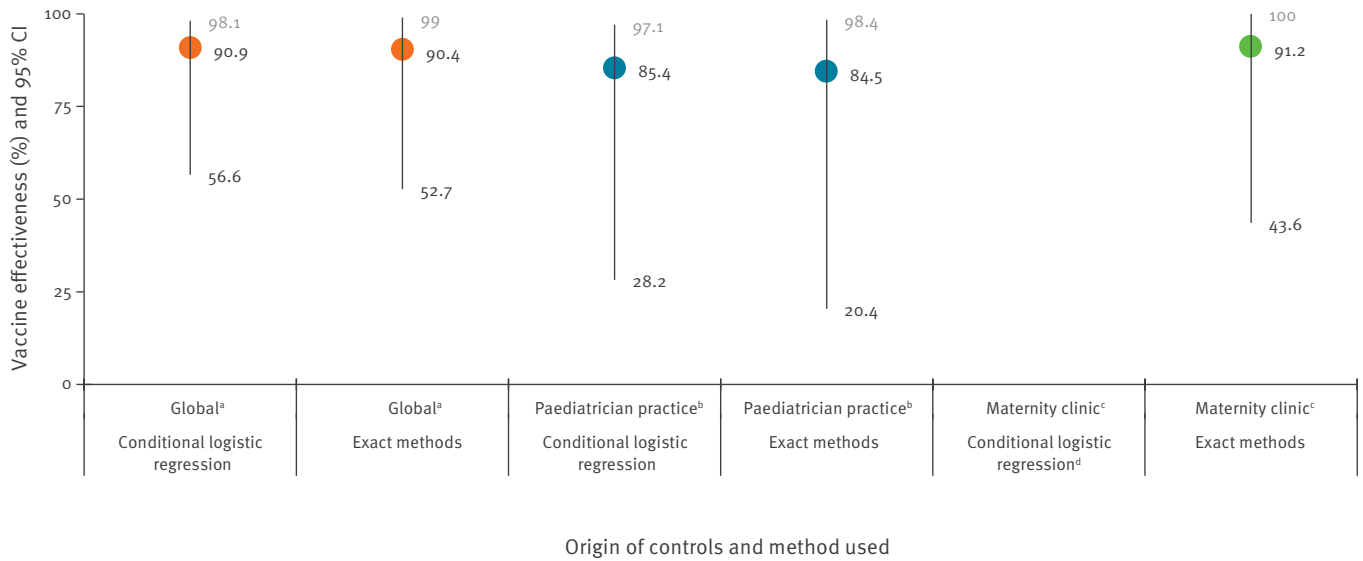 Vaccine effectiveness (%) and 95% CI
100
75
50
25
0
98.1
90.9
56.6
99
90.4
52.7
97.1
85.4
28.2
98.4
84.5
20.4
100
91.2
43.6
Globalᵃ
Conditional logistic
regression
Globalᵃ
Exact methods
Paediatrician practiceᵇ
Conditional logistic
regression
Paediatrician practiceᵇ
Exact methods
Maternity clinicᶜ
Conditional logistic
regressionᵈ
Maternity clinicᶜ
Exact methods
Origin of controls and method used